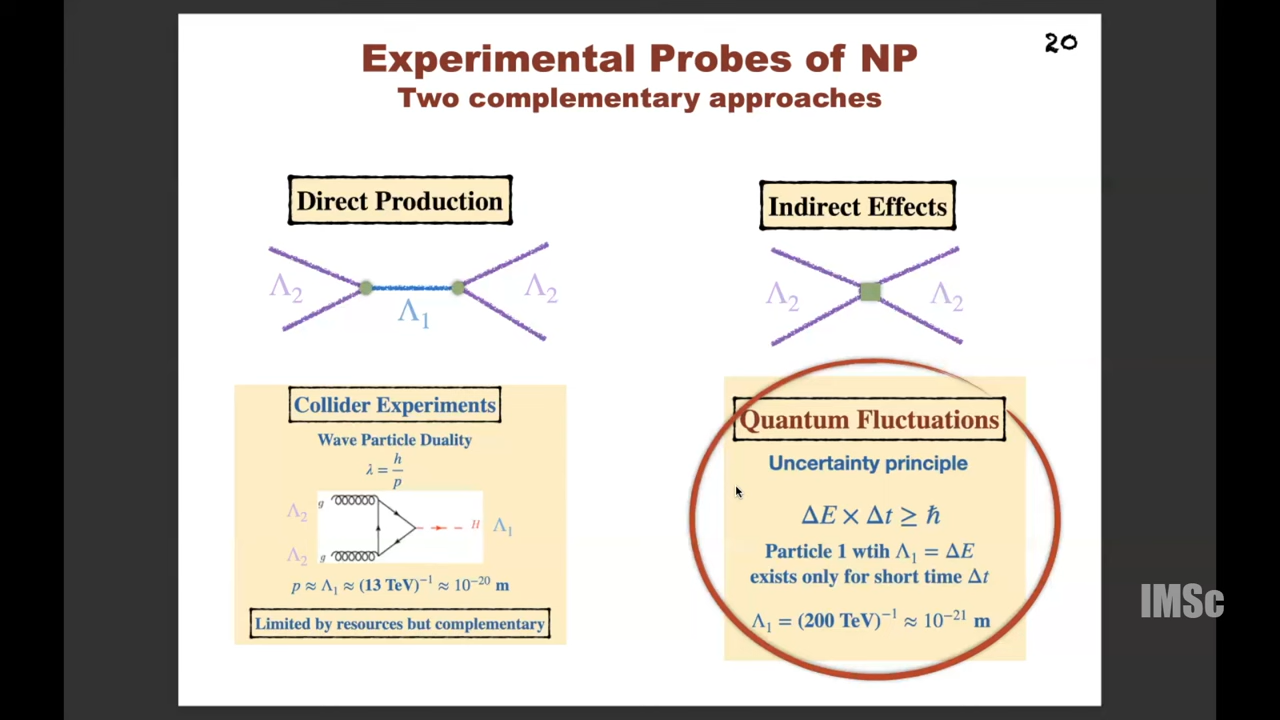 20
Experimental Probes of NP
Two complementary approaches
Direct Production
Λ₂
Λ₁
Λ₂
Collider Experiments
Wave Particle Duality
λ = h/p
Λ₂
g
H
Λ₁
Λ₂
g
p ≈ Λ₁ ≈ (13 TeV)⁻¹ ≈ 10⁻²⁰ m
Limited by resources but complementary
Indirect Effects
Λ₂
Λ₂
Quantum Fluctuations
Uncertainty principle
ΔE × Δt ≥ ℏ
Particle 1 wtih Λ₁ = ΔE
exists only for short time Δt
Λ₁ = (200 TeV)⁻¹ ≈ 10⁻²¹ m
IMSc